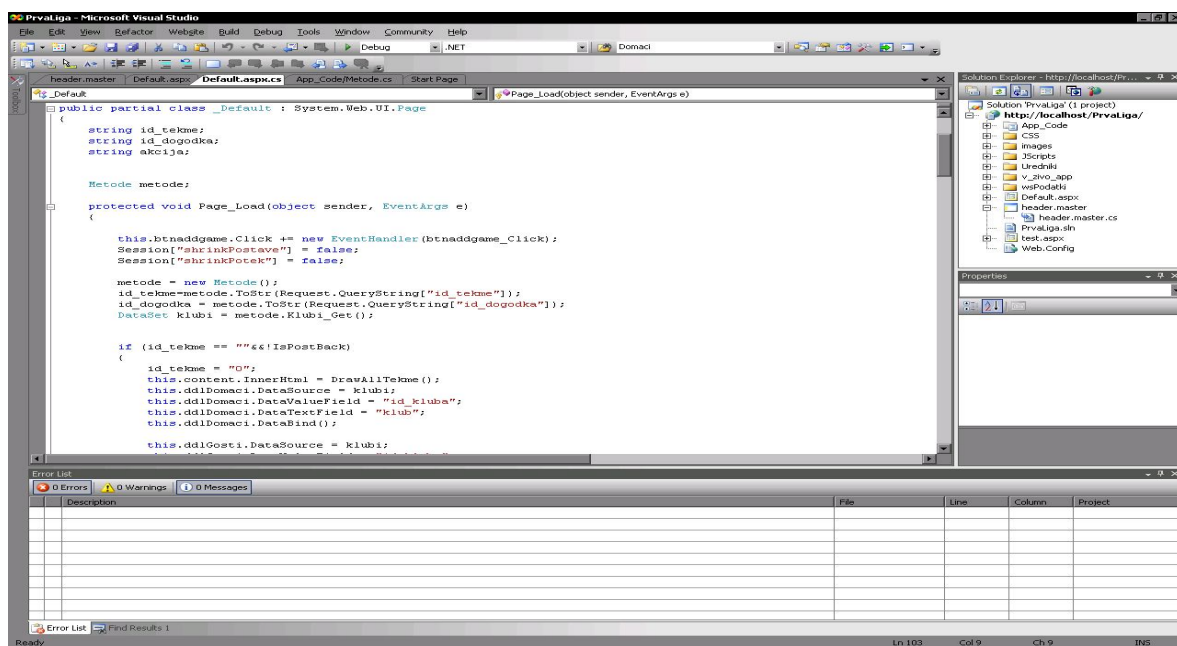 PrvaLiga - Microsoft Visual Studio
File Edit View Refactor Website Build Debug Tools Window Community Help
Debug .NET Domaci
header.master Default.aspx Default.aspx.cs App_Code/Metode.cs Start Page
Toolbox
_Default Page_Load(object sender, EventArgs e)
public partial class _Default : System.Web.UI.Page
{
string id_tekme;
string id_dogodka;
string akcija;
Metode metode;
protected void Page_Load(object sender, EventArgs e)
{
this.btnaddgame.Click += new EventHandler(btnaddgame_Click);
Session["shrinkPostave"] = false;
Session["shrinkPotek"] = false;
metode = new Metode();
id_tekme=metode.ToStr(Request.QueryString["id_tekme"]);
id_dogodka = metode.ToStr(Request.QueryString["id_dogodka"]);
DataSet klubi = metode.Klubi_Get();
if (id_tekme == ""&&!IsPostBack)
{
id_tekme = "0";
this.content.InnerHtml = DrawAllTekme();
this.ddlDomaci.DataSource = klubi;
this.ddlDomaci.DataValueField = "id_kluba";
this.ddlDomaci.DataTextField = "klub";
this.ddlDomaci.DataBind();
this.ddlGosti.DataSource = klubi;
Solution Explorer - http://localhost/Pr...
Solution 'PrvaLiga' (1 project)
http://localhost/PrvaLiga/
App_Code
CSS
images
JScripts
Uredniki
v_zivo_app
wsPodatki
Default.aspx
header.master
header.master.cs
PrvaLiga.sln
test.aspx
Web.Config
Properties
Error List
0 Errors 0 Warnings 0 Messages
Description File Line Column Project
Error List Find Results 1
Ready Ln 103 Col 9 Ch 9 INS